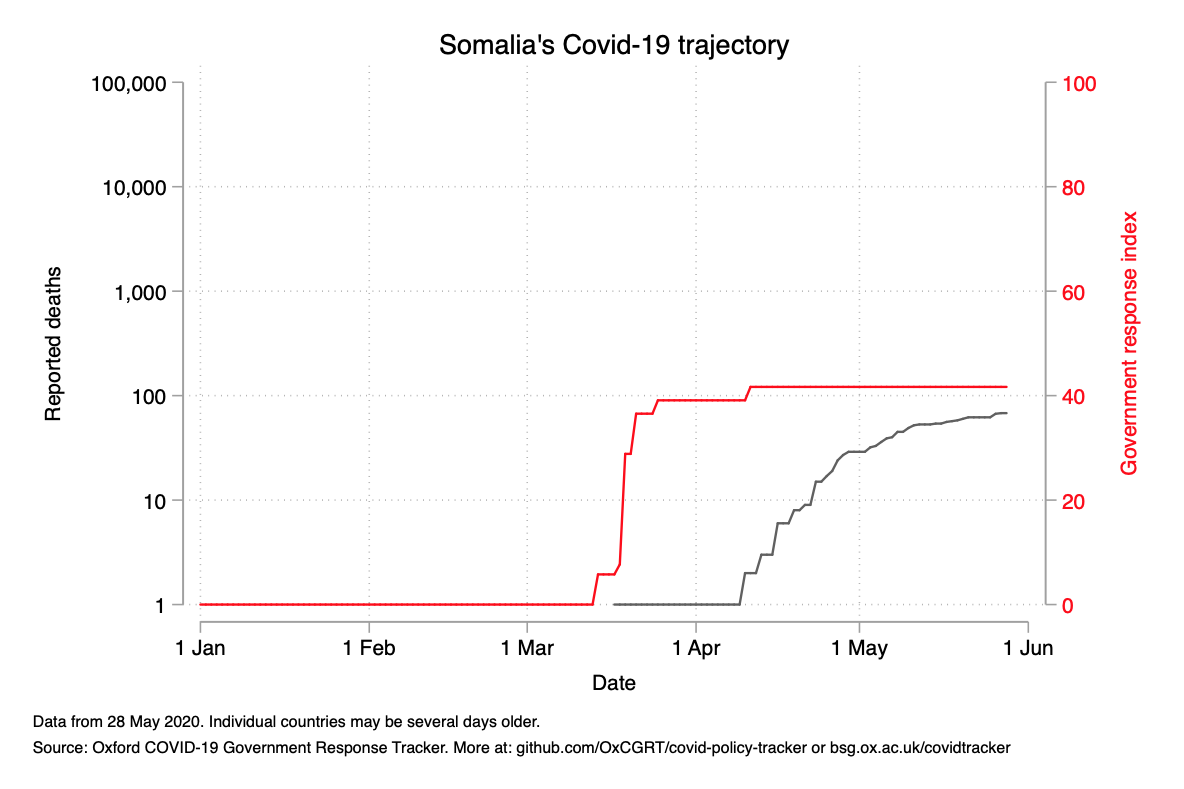 Somalia's Covid-19 trajectory
100,000
10,000
1,000
100
10
1
Reported deaths
100
80
60
40
20
0
Government response index
1 Jan
1 Feb
1 Mar
1 Apr
1 May
1 Jun
Date
Data from 28 May 2020. Individual countries may be several days older.
Source: Oxford COVID-19 Government Response Tracker. More at: github.com/OxCGRT/covid-policy-tracker or bsg.ox.ac.uk/covidtracker